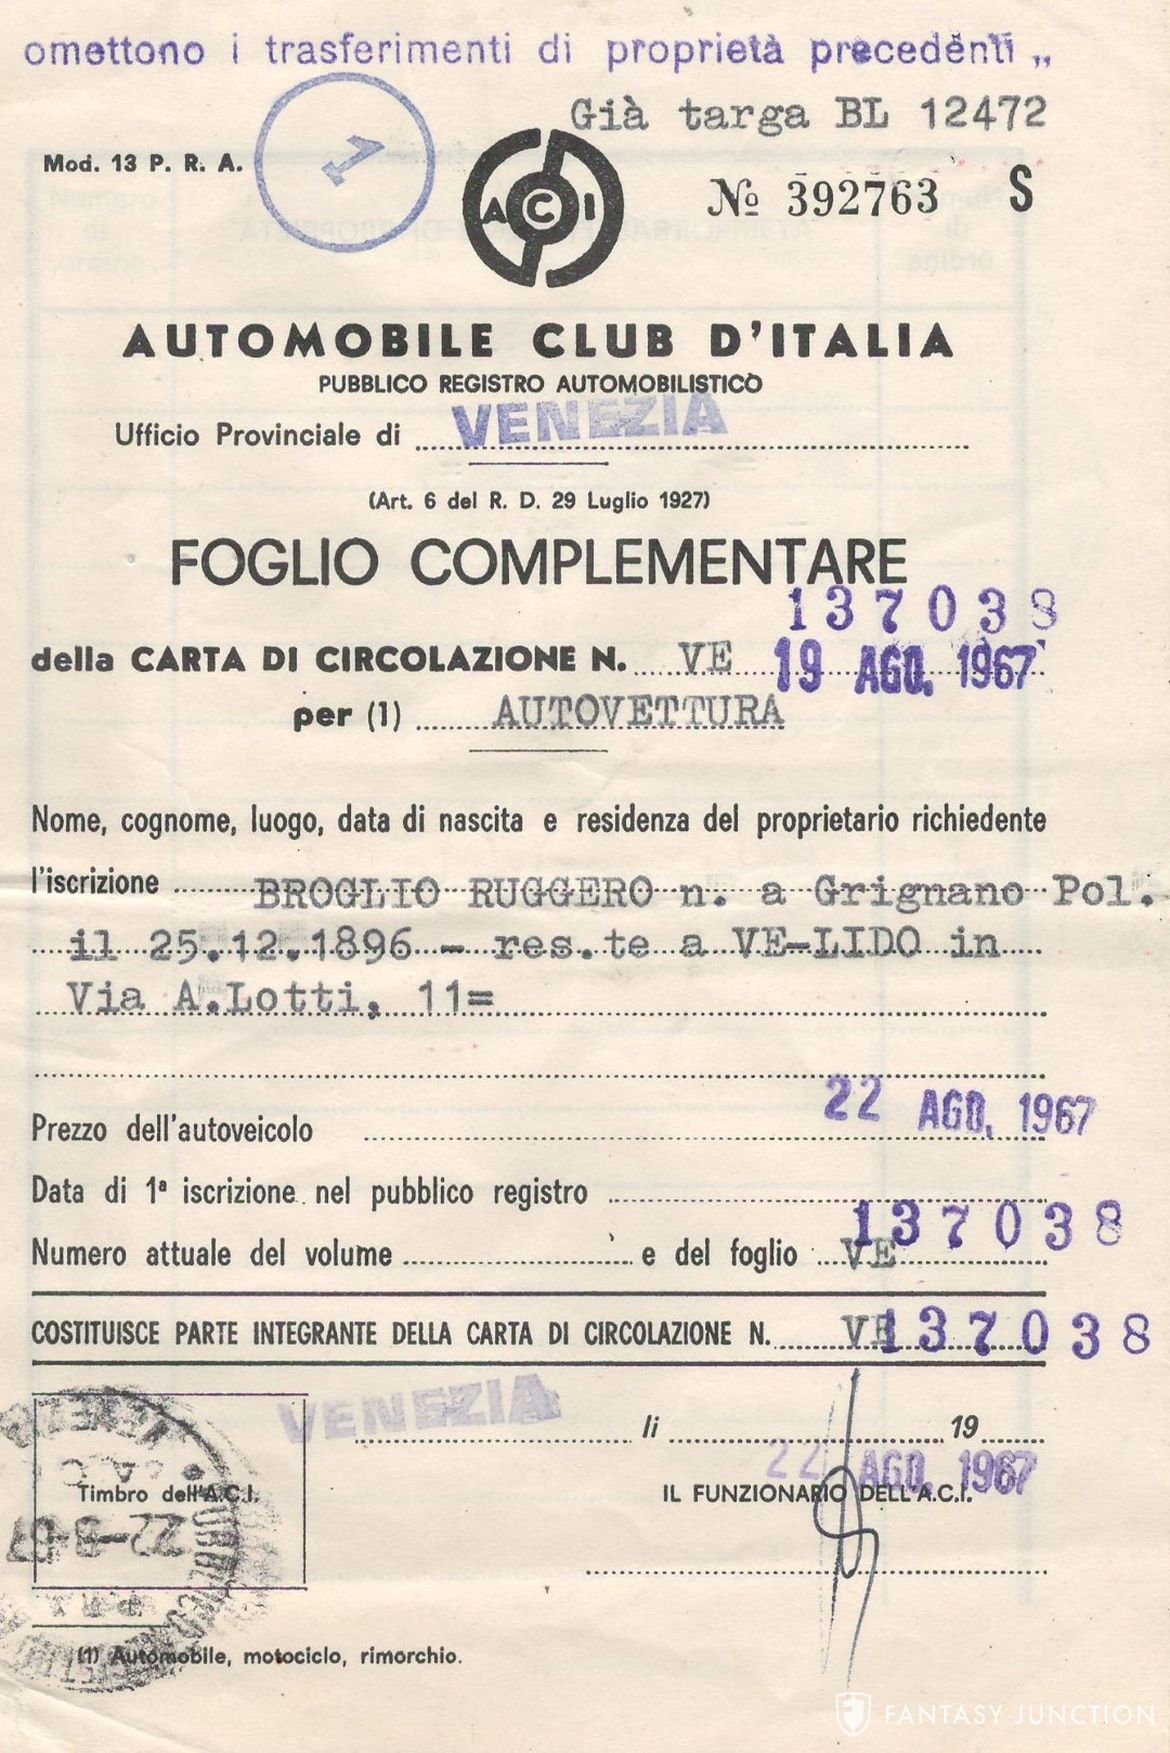 omettono i trasferimenti di proprietà precedenti „
Già targa BL 12472
Mod. 13 P. R. A.
1
ACI
№ 392763 S
AUTOMOBILE CLUB D'ITALIA
PUBBLICO REGISTRO AUTOMOBILISTICO
Ufficio Provinciale di VENEZIA
(Art. 6 del R. D. 29 Luglio 1927)
FOGLIO COMPLEMENTARE
137038
della CARTA DI CIRCOLAZIONE N. VE 19 AGO. 1967
per (1) AUTOVETTURA
Nome, cognome, luogo, data di nascita e residenza del proprietario richiedente
l'iscrizione BROGLIO RUGGERO n. a Grignano Pol.
il 25.12.1896 - res.te a VE-LIDO in
Via A.Lotti, 11=
22 AGO. 1967
Prezzo dell'autoveicolo
Data di 1ª iscrizione nel pubblico registro
Numero attuale del volume e del foglio VE 137038
COSTITUISCE PARTE INTEGRANTE DELLA CARTA DI CIRCOLAZIONE N. VE 137038
VENEZIA li 19
22 AGO. 1967
Timbro dell'A.C.I.
IL FUNZIONARIO DELL'A.C.I.
22-8-67
P.R.A.
(1) Automobile, motociclo, rimorchio.
FJ FANTASY JUNCTION